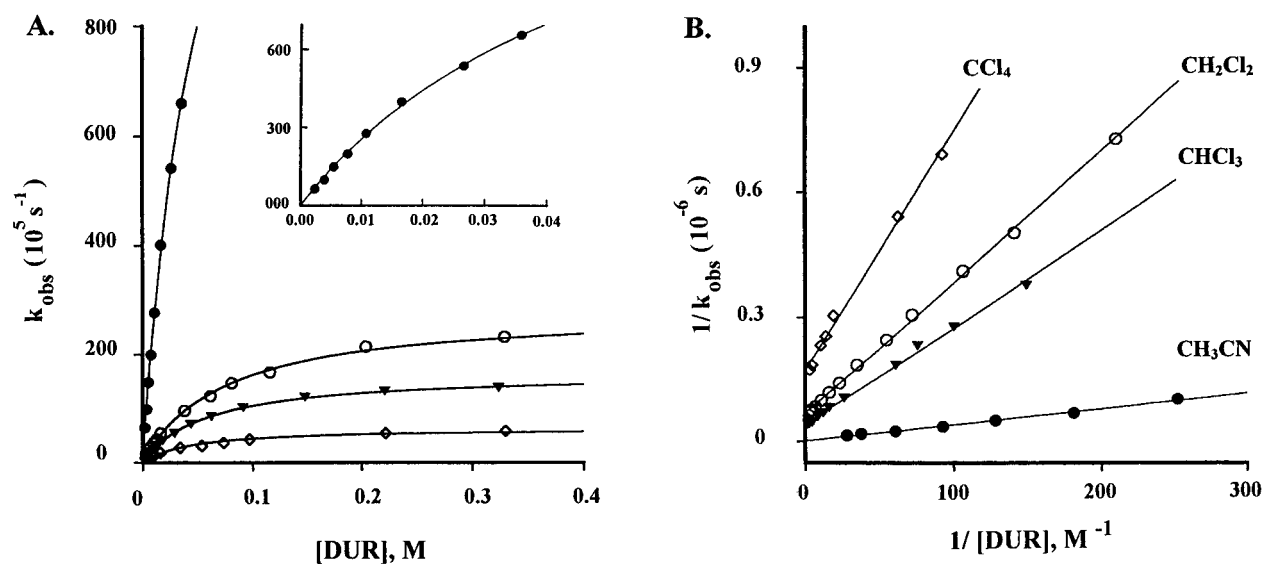 A.
800
600
400
200
0
k_obs (10^5 s^-1)
0
0.1
0.2
0.3
0.4
[DUR], M
600
300
000
0.00
0.01
0.02
0.03
0.04
B.
0.9
0.6
0.3
0
1/ k_obs (10^-6 s)
CCl4
CH2Cl2
CHCl3
CH3CN
0
100
200
300
1/ [DUR], M^-1